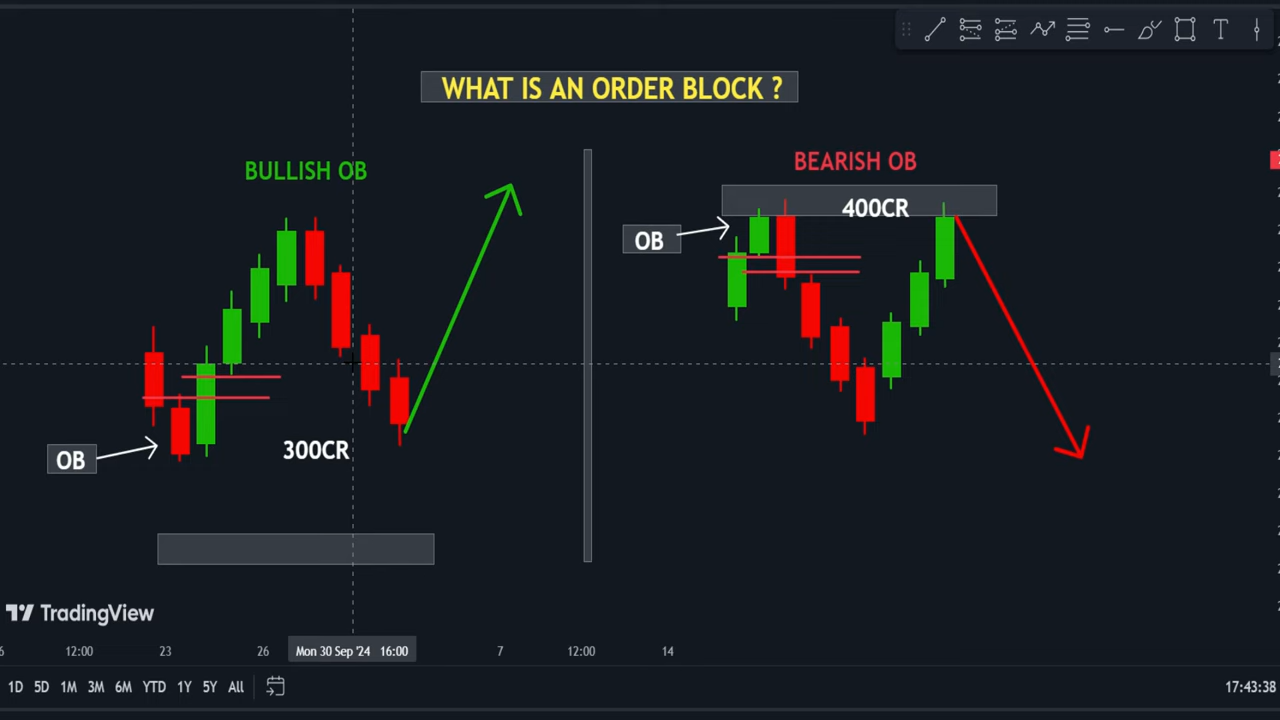 WHAT IS AN ORDER BLOCK ?
BULLISH OB
BEARISH OB
400CR
OB
OB
300CR
TradingView
12:00
23
26
Mon 30 Sep '24 16:00
7
12:00
14
1D 5D 1M 3M 6M YTD 1Y 5Y All
17:43:38